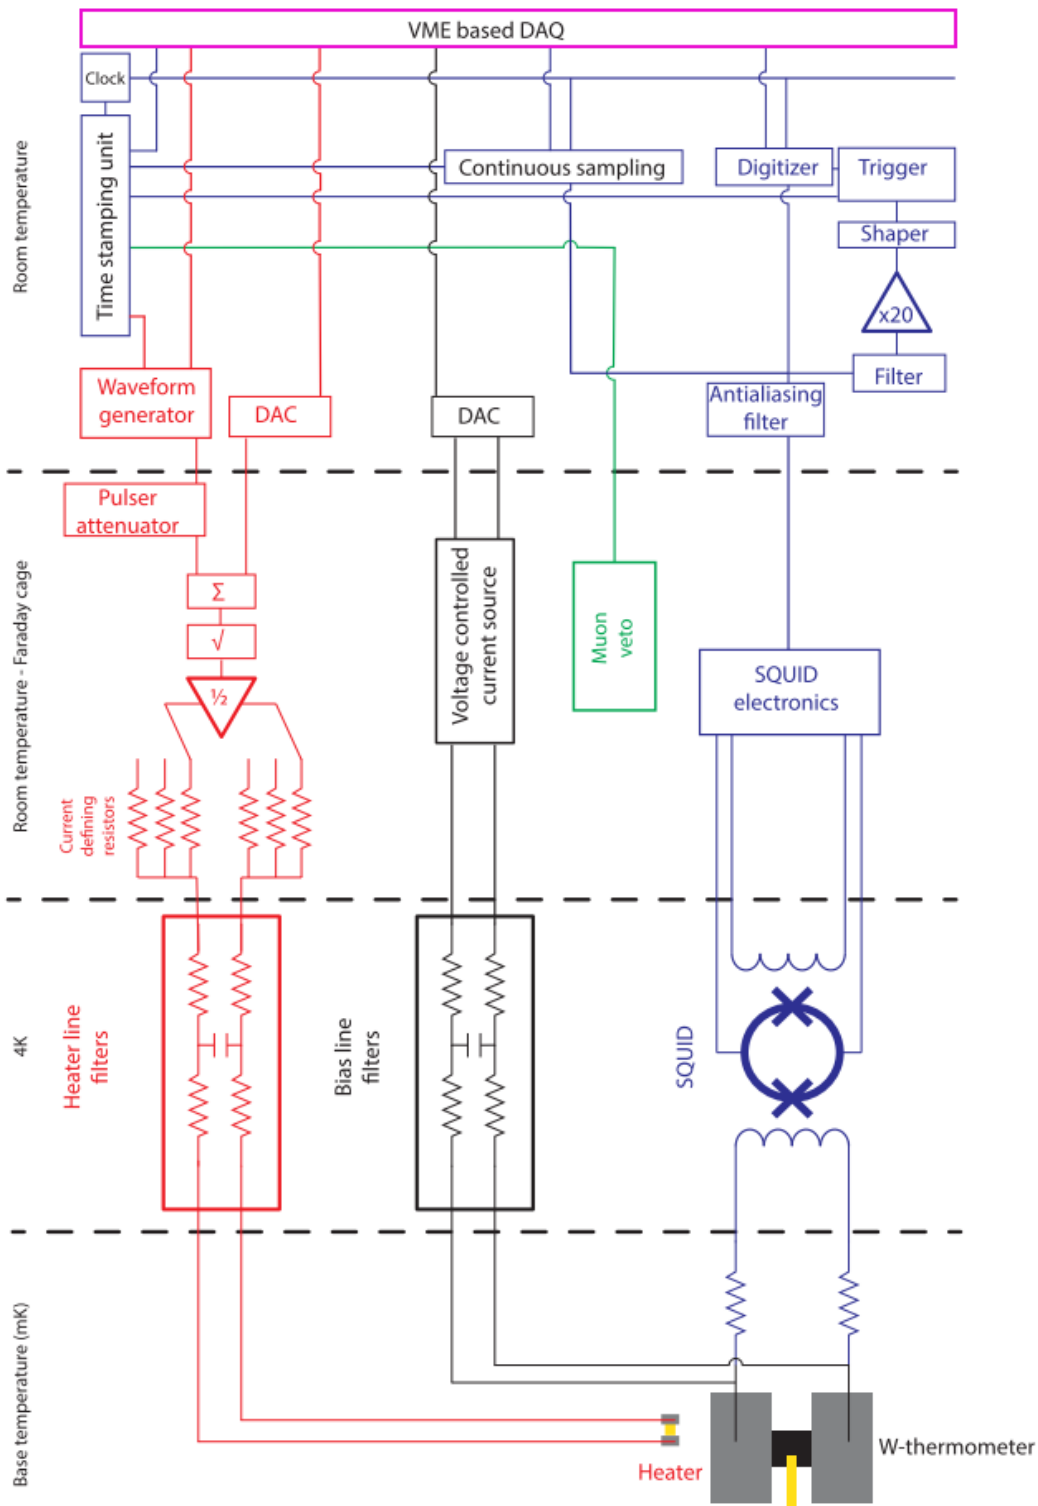 VME based DAQ
Clock
Time stamping unit
Continuous sampling
Digitizer
Trigger
Shaper
x20
Filter
Waveform
generator
DAC
DAC
Antialiasing
filter
Room temperature
Pulser
attenuator
Σ
√
½
Voltage controlled
current source
Muon
veto
SQUID
electronics
Current
defining
resistors
Room temperature - Faraday cage
Heater line
filters
Bias line
filters
SQUID
4K
Heater
W-thermometer
Base temperature (mK)